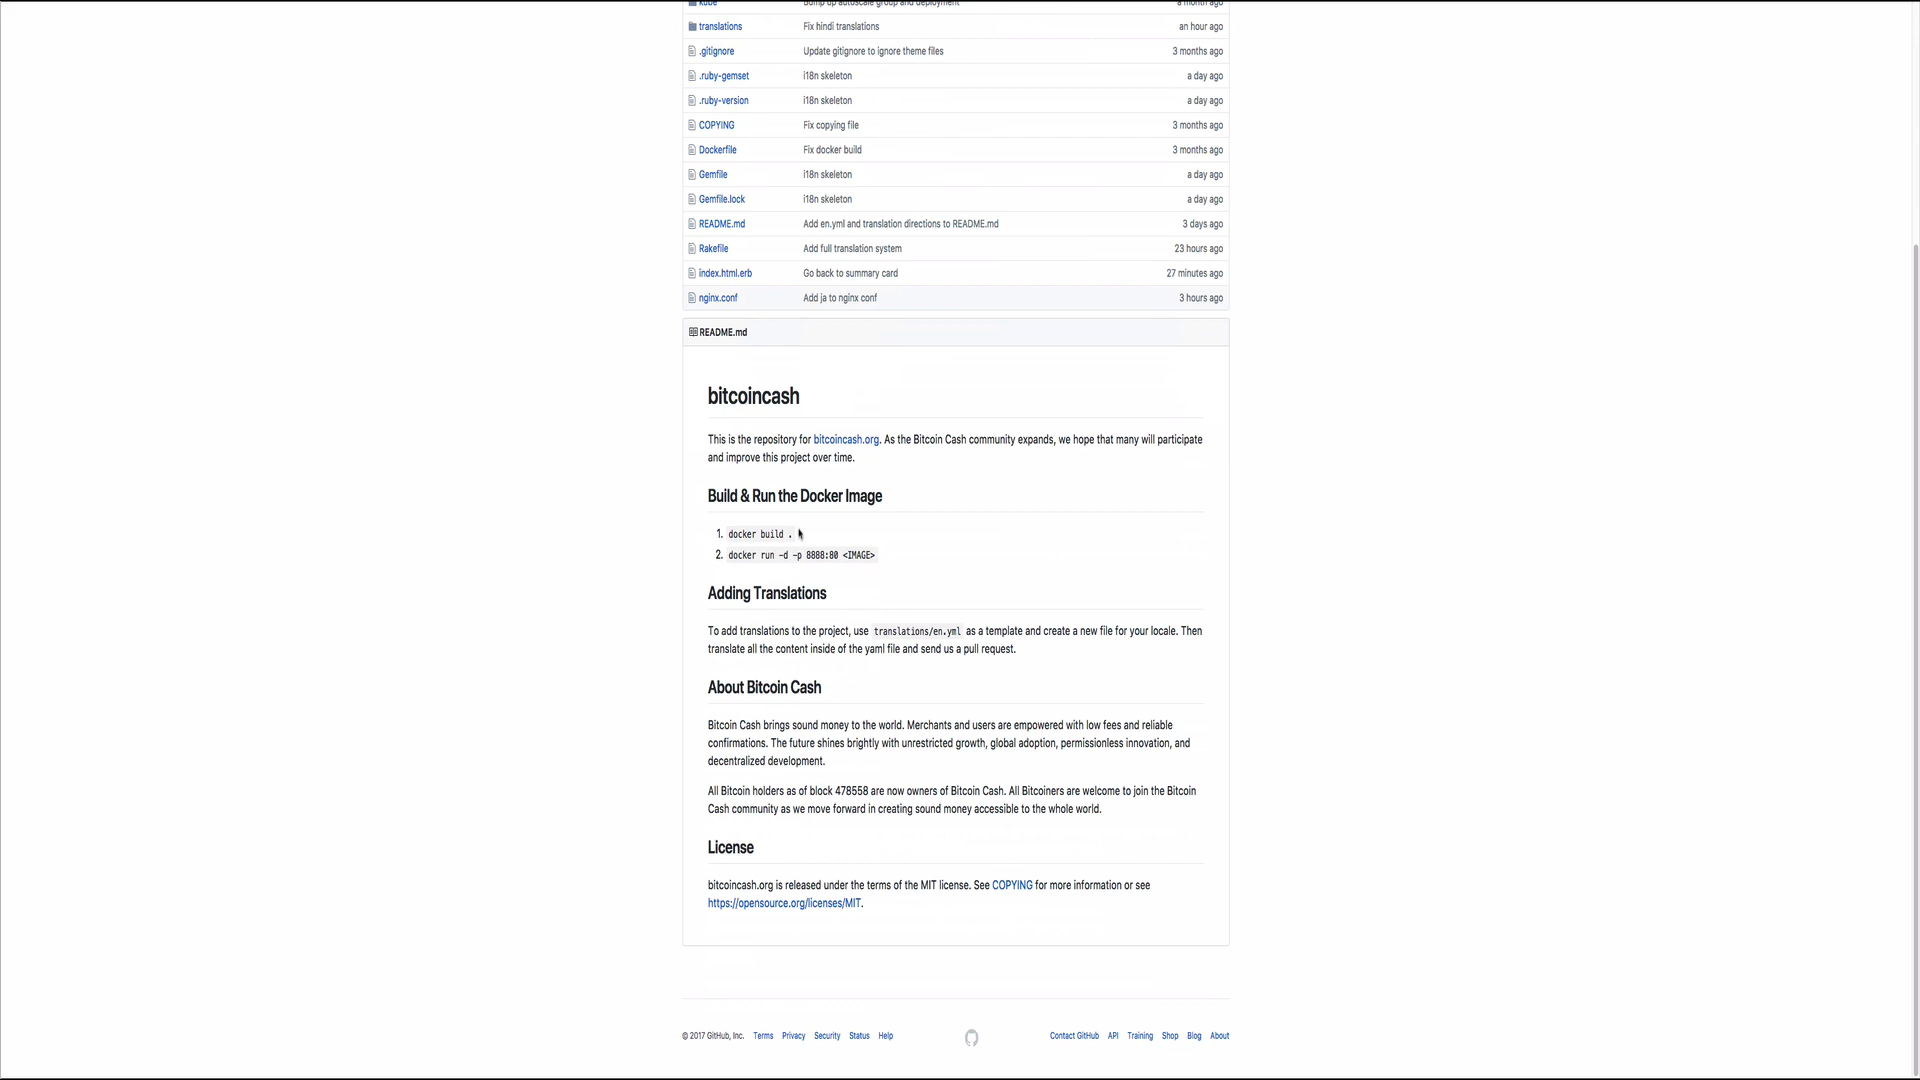 kube Bump up autoscale group and deployment a month ago
translations Fix hindi translations an hour ago
.gitignore Update gitignore to ignore theme files 3 months ago
.ruby-gemset i18n skeleton a day ago
.ruby-version i18n skeleton a day ago
COPYING Fix copying file 3 months ago
Dockerfile Fix docker build 3 months ago
Gemfile i18n skeleton a day ago
Gemfile.lock i18n skeleton a day ago
README.md Add en.yml and translation directions to README.md 3 days ago
Rakefile Add full translation system 23 hours ago
index.html.erb Go back to summary card 27 minutes ago
nginx.conf Add ja to nginx conf 3 hours ago
README.md
bitcoincash
This is the repository for bitcoincash.org. As the Bitcoin Cash community expands, we hope that many will participate
and improve this project over time.
Build & Run the Docker Image
1. docker build .
2. docker run -d -p 8888:80 <IMAGE>
Adding Translations
To add translations to the project, use translations/en.yml as a template and create a new file for your locale. Then
translate all the content inside of the yaml file and send us a pull request.
About Bitcoin Cash
Bitcoin Cash brings sound money to the world. Merchants and users are empowered with low fees and reliable
confirmations. The future shines brightly with unrestricted growth, global adoption, permissionless innovation, and
decentralized development.
All Bitcoin holders as of block 478558 are now owners of Bitcoin Cash. All Bitcoiners are welcome to join the Bitcoin
Cash community as we move forward in creating sound money accessible to the whole world.
License
bitcoincash.org is released under the terms of the MIT license. See COPYING for more information or see
https://opensource.org/licenses/MIT.
© 2017 GitHub, Inc. Terms Privacy Security Status Help Contact GitHub API Training Shop Blog About